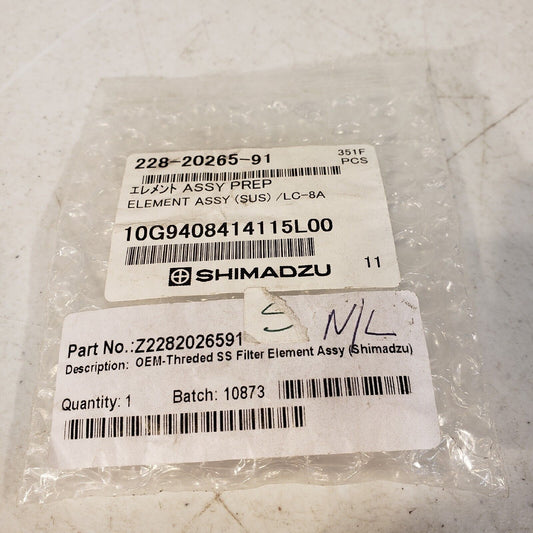 228-20265-91
351F
PCS
エレメント ASSY PREP
ELEMENT ASSY (SUS) /LC-8A
10G9408414115L00
SHIMADZU
11
S N/L
Part No.:Z2282026591
Description: OEM-Threded SS Filter Element Assy (Shimadzu)
Quantity: 1 Batch: 10873